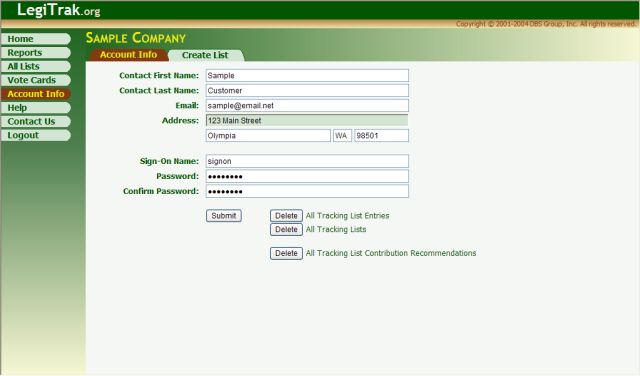 LegiTrak.org
Copyright © 2001-2004 DBS Group, Inc. All rights reserved.
Home
Reports
All Lists
Vote Cards
Account Info
Help
Contact Us
Logout
SAMPLE COMPANY
Account Info Create List
Contact First Name: Sample
Contact Last Name: Customer
Email: sample@email.net
Address: 123 Main Street
Olympia WA 98501
Sign-On Name: signon
Password: ●●●●●●●●
Confirm Password: ●●●●●●●●
Submit Delete All Tracking List Entries
Delete All Tracking Lists
Delete All Tracking List Contribution Recommendations